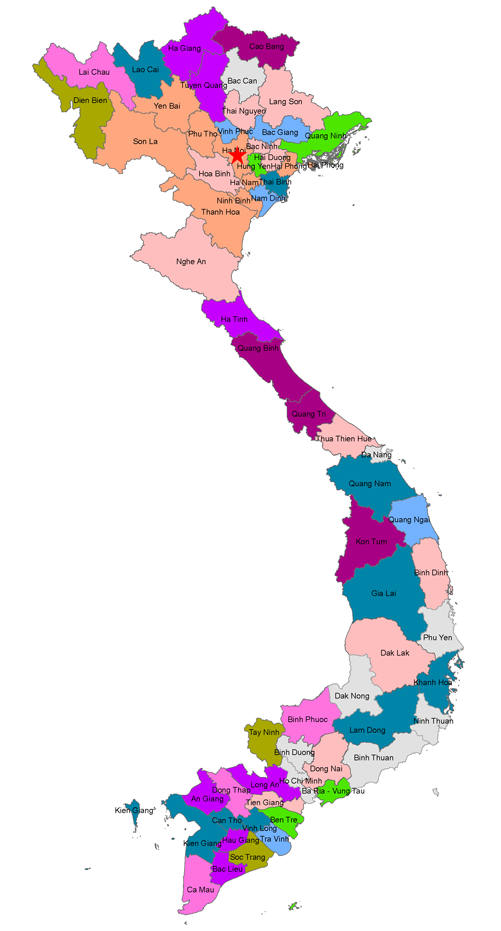 Cao Bang
Ha Giang
Lao Cai
Lai Chau
Bac Can
Tuyen Quang
Dien Bien
Lang Son
Yen Bai
Thai Nguyen
Phu Tho
Vinh Phuc
Bac Giang
Quang Ninh
Son La
Bac Ninh
Hai Duong
Hung Yen
Hai Phong
Hai Phong
Hoa Binh
Ha Nam
Thai Binh
Nam Dinh
Ninh Binh
Thanh Hoa
Nghe An
Ha Tinh
Quang Binh
Quang Tri
Thua Thien Hue
Da Nang
Quang Nam
Quang Ngai
Kon Tum
Binh Dinh
Gia Lai
Phu Yen
Dak Lak
Khanh Hoa
Dak Nong
Binh Phuoc
Ninh Thuan
Lam Dong
Tay Ninh
Binh Duong
Binh Thuan
Dong Nai
Ho Chi Minh
Ba Ria - Vung Tau
Long An
Dong Thap
An Giang
Tien Giang
Kien Giang
Ben Tre
Can Tho
Vinh Long
Tra Vinh
Hau Giang
Kien Giang
Soc Trang
Bac Lieu
Ca Mau